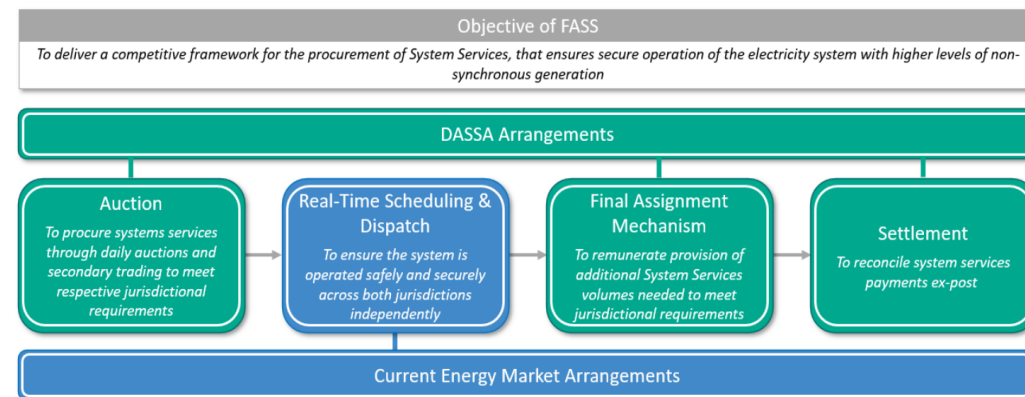 Objective of FASS
To deliver a competitive framework for the procurement of System Services, that ensures secure operation of the electricity system with higher levels of non-
synchronous generation
DASSA Arrangements
Auction
To procure systems services
through daily auctions and
secondary trading to meet
respective jurisdictional
requirements
Real-Time Scheduling &
Dispatch
To ensure the system is
operated safely and securely
across both jurisdictions
independently
Final Assignment
Mechanism
To remunerate provision of
additional System Services
volumes needed to meet
jurisdictional requirements
Settlement
To reconcile system services
payments ex-post
Current Energy Market Arrangements